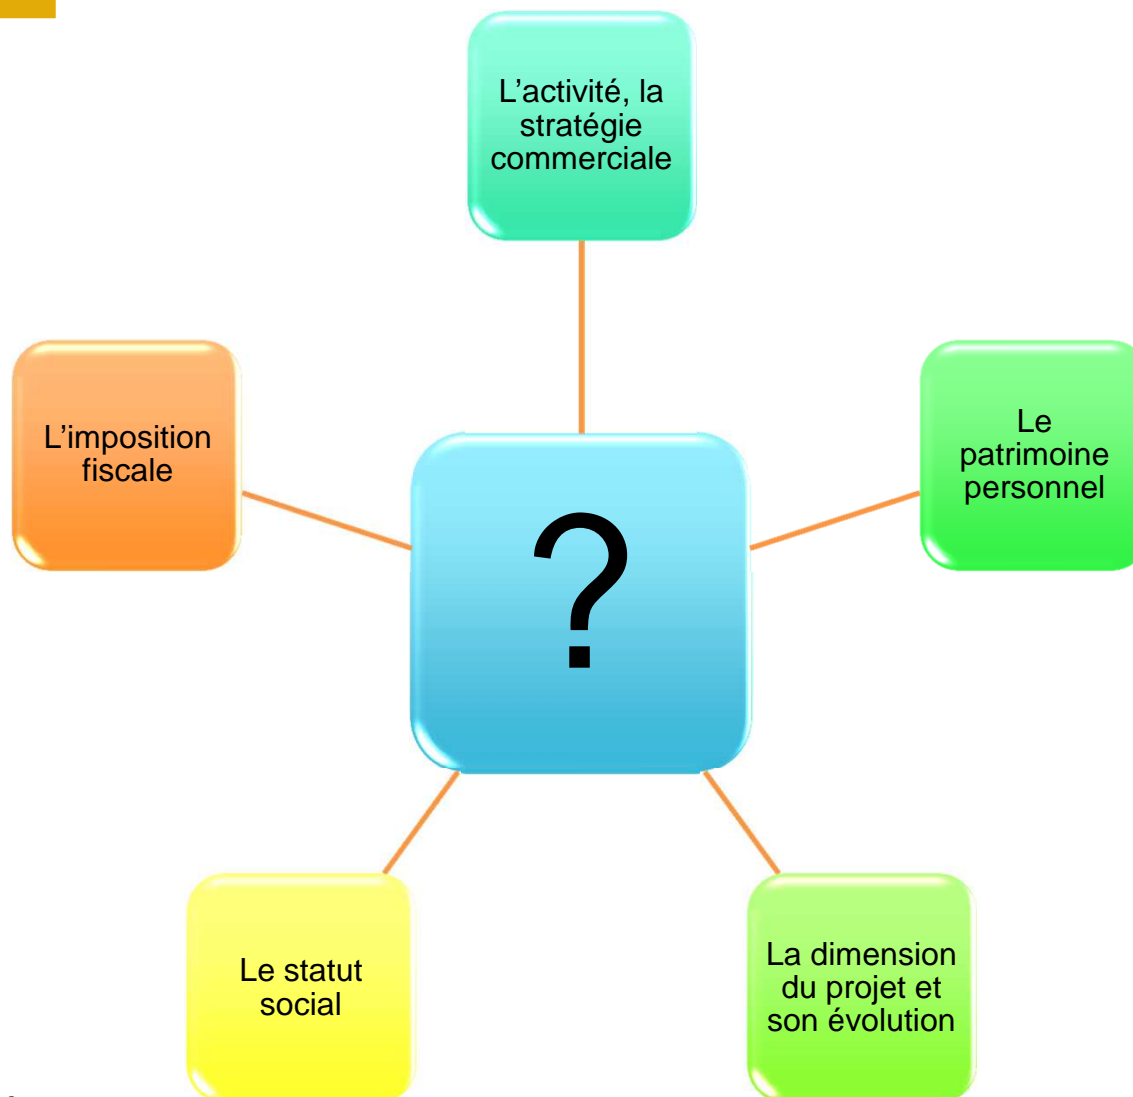 L’activité, la
stratégie
commerciale
L’imposition
fiscale
Le
patrimoine
personnel
?
Le statut
social
La dimension
du projet et
son évolution